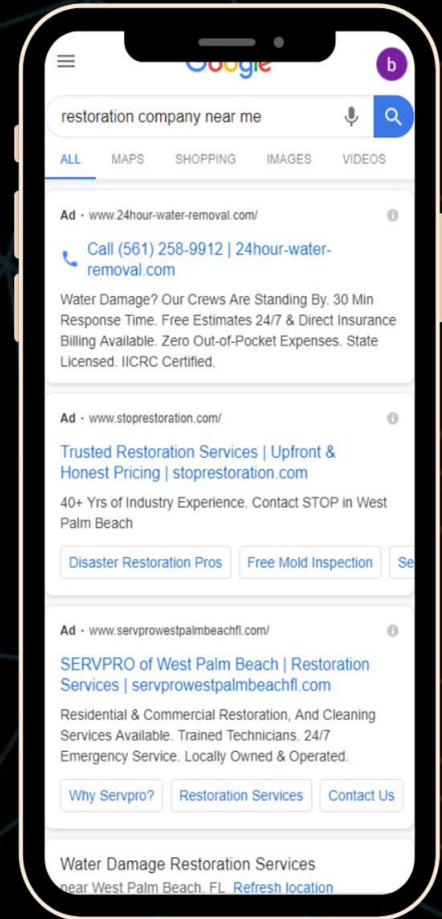 Google
b
restoration company near me
ALL MAPS SHOPPING IMAGES VIDEOS
Ad · www.24hour-water-removal.com/
Call (561) 258-9912 | 24hour-water-
removal.com
Water Damage? Our Crews Are Standing By. 30 Min
Response Time. Free Estimates 24/7 & Direct Insurance
Billing Available. Zero Out-of-Pocket Expenses. State
Licensed. IICRC Certified.
Ad · www.stoprestoration.com/
Trusted Restoration Services | Upfront &
Honest Pricing | stoprestoration.com
40+ Yrs of Industry Experience. Contact STOP in West
Palm Beach
Disaster Restoration Pros Free Mold Inspection Se
Ad · www.servprowestpalmbeachfl.com/
SERVPRO of West Palm Beach | Restoration
Services | servprowestpalmbeachfl.com
Residential & Commercial Restoration, And Cleaning
Services Available. Trained Technicians. 24/7
Emergency Service. Locally Owned & Operated.
Why Servpro? Restoration Services Contact Us
Water Damage Restoration Services
near West Palm Beach, FL Refresh location